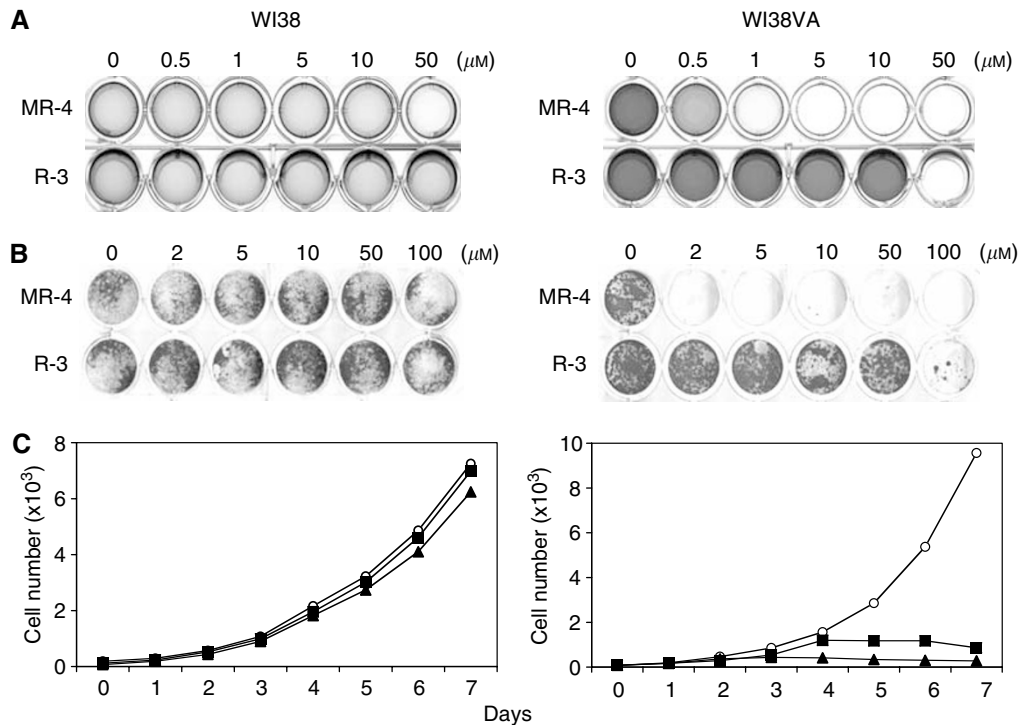 A WI38 WI38VA
0 0.5 1 5 10 50 (μM) 0 0.5 1 5 10 50 (μM)
MR-4 MR-4
R-3 R-3
B 0 2 5 10 50 100 (μM) 0 2 5 10 50 100 (μM)
MR-4 MR-4
R-3 R-3
C 8 10
6 8
4 6
2 4
0 2
0
Cell number (x10³) Cell number (x10³)
0 1 2 3 4 5 6 7 0 1 2 3 4 5 6 7
Days